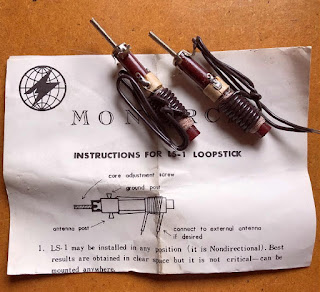 INSTRUCTIONS FOR LS-1 LOOPSTICK
core adjustment screw
ground post
antenna post
connect to external antenna
if desired
1. LS-1 may be installed in any position (it is Nondirectional). Best
results are obtained in clear space but it is not critical—can be
mounted anywhere.